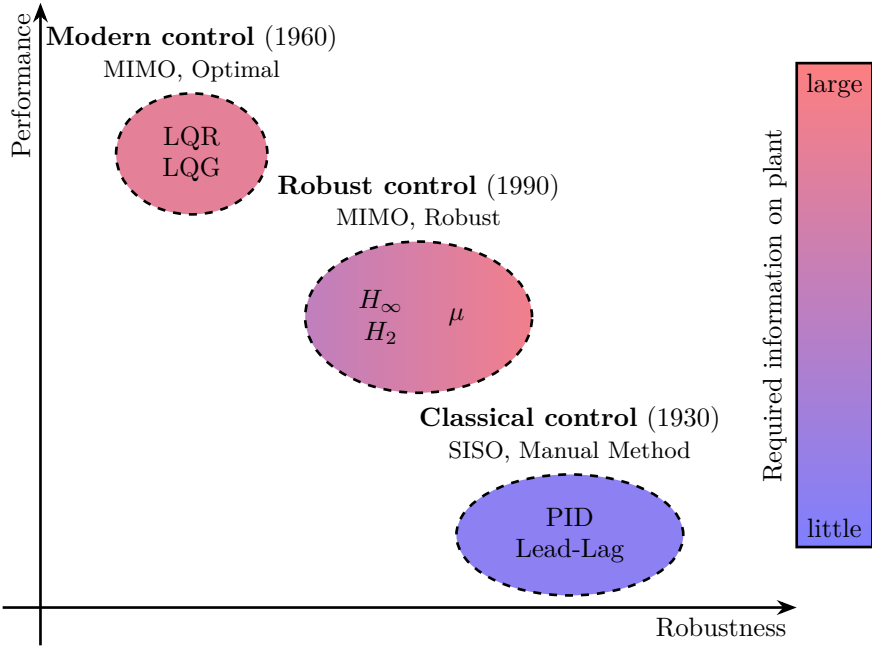 Performance
Modern control (1960)
MIMO, Optimal
LQR
LQG
Robust control (1990)
MIMO, Robust
H∞
H2
μ
Classical control (1930)
SISO, Manual Method
PID
Lead-Lag
Robustness
Required information on plant
large
little